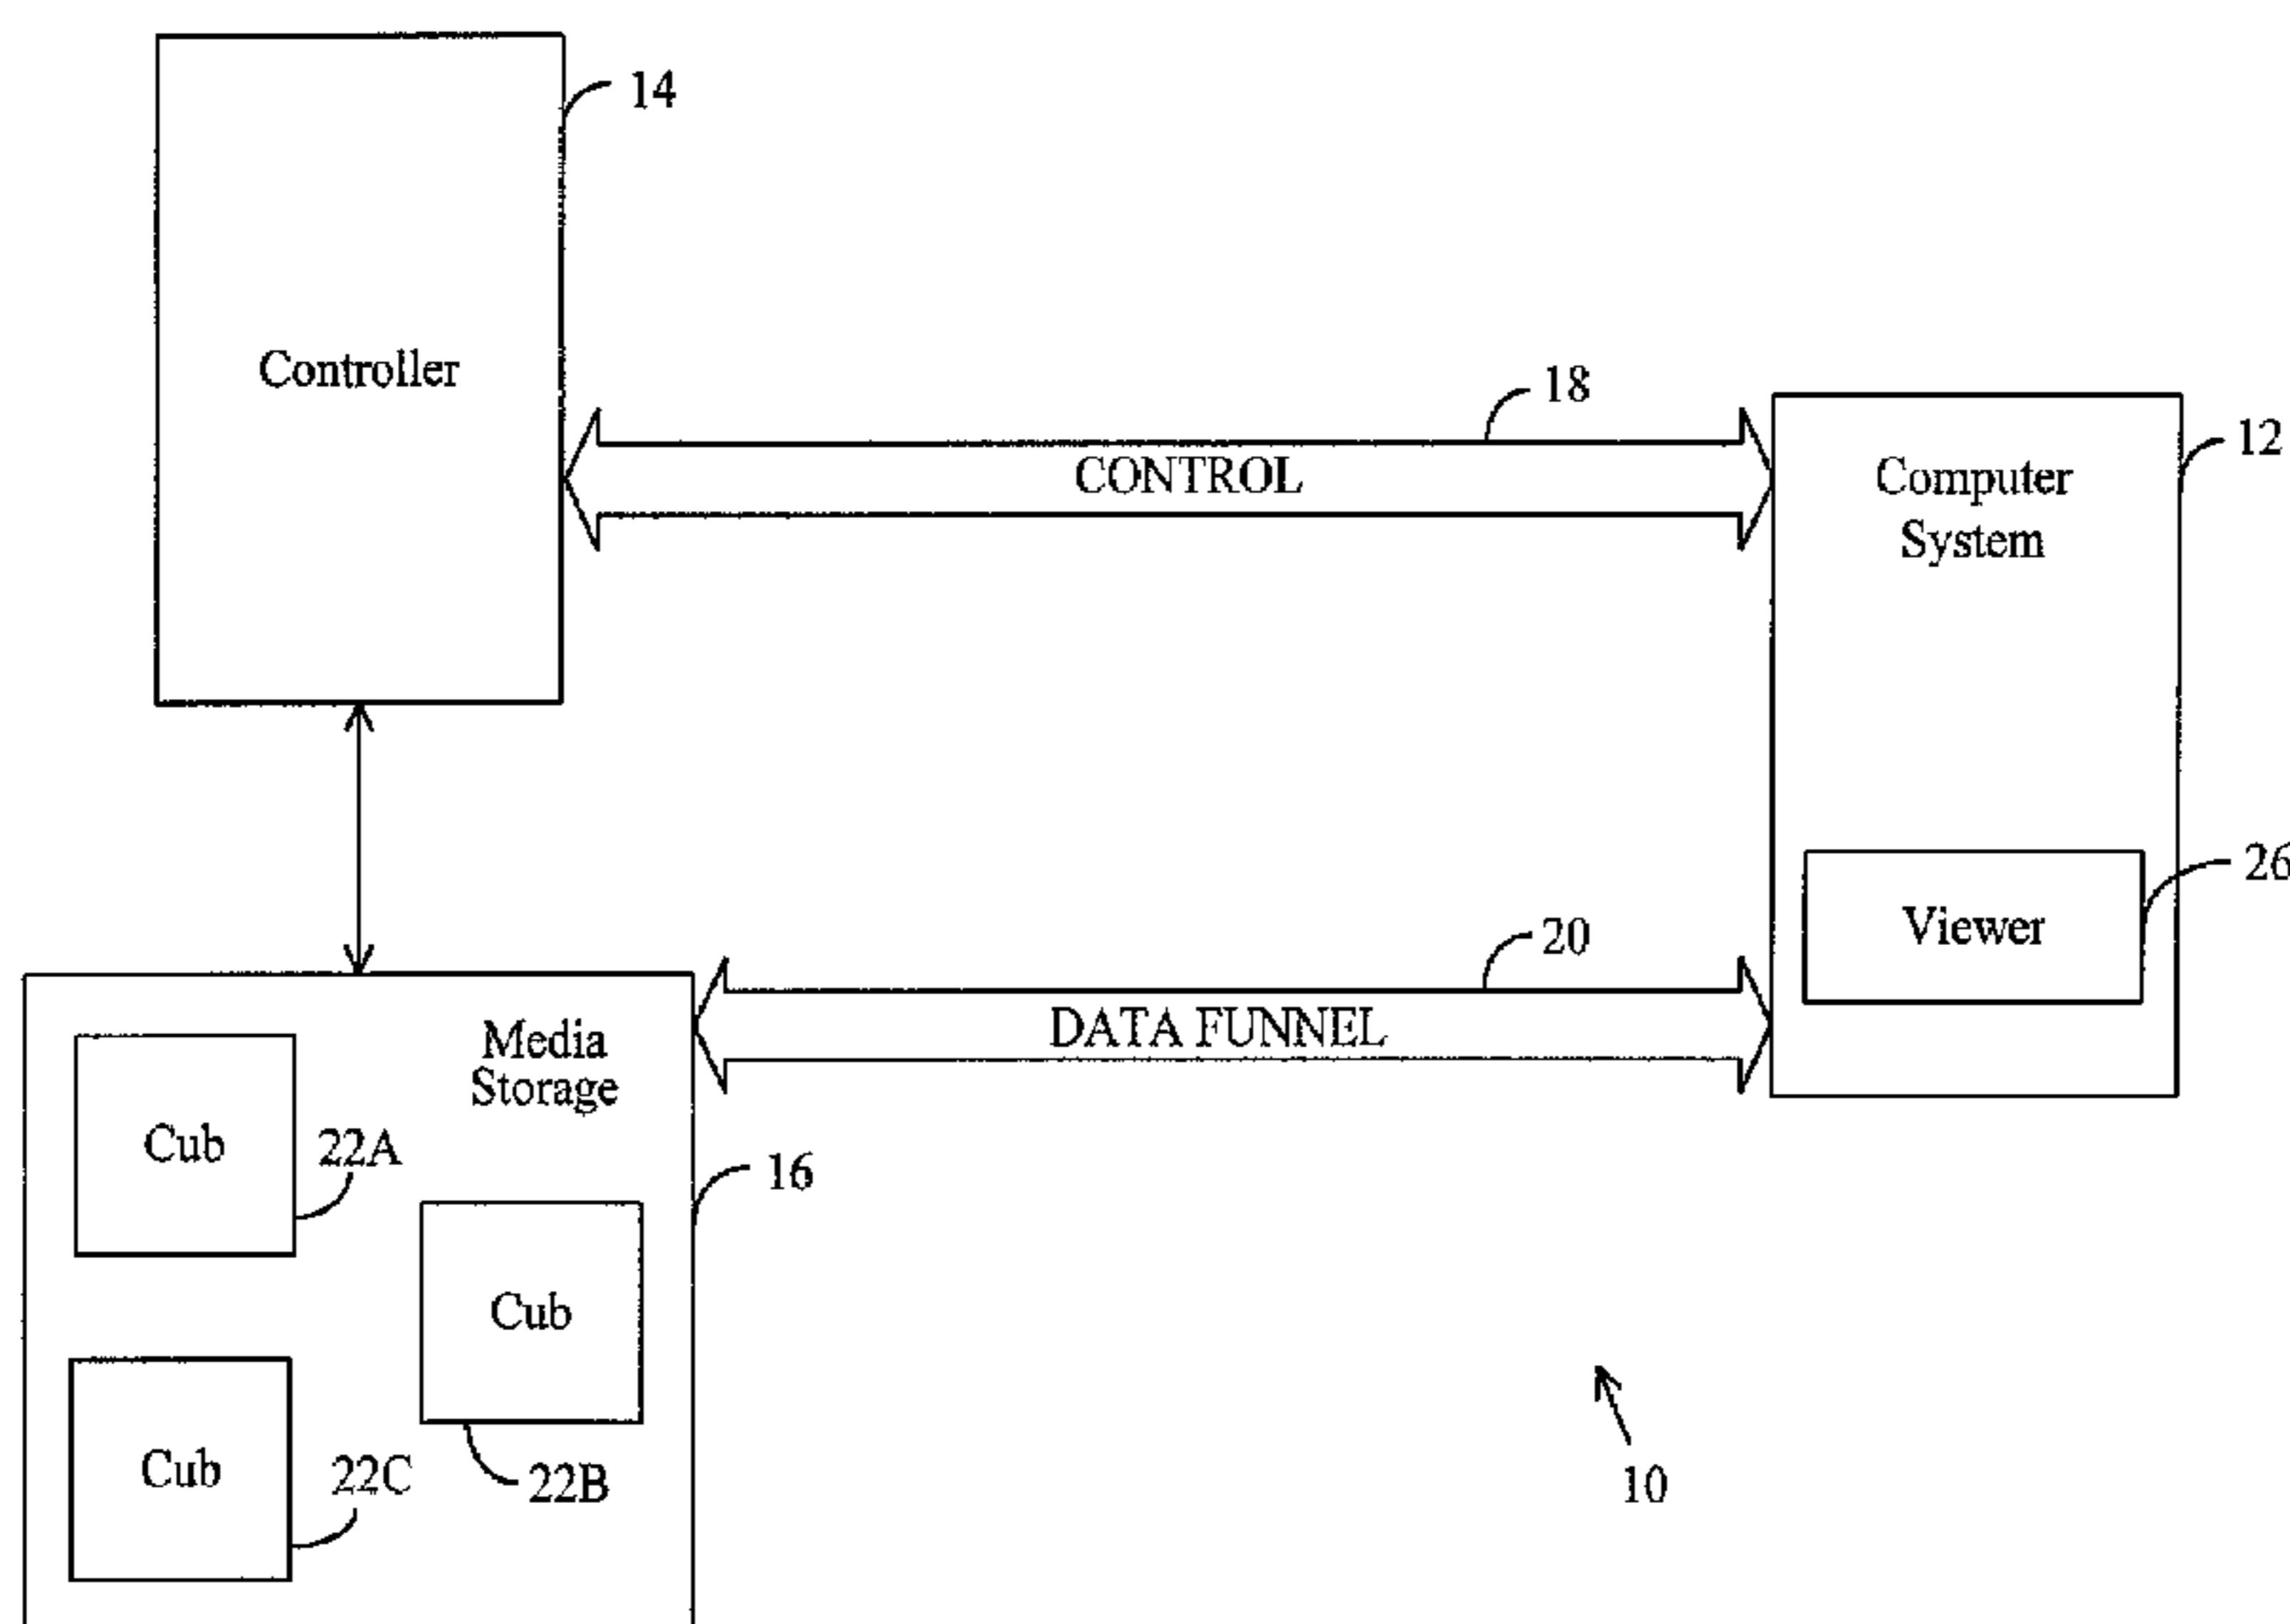 14
Controller
18
CONTROL
12
Computer
System
26
Viewer
20
DATA FUNNEL
Media
Storage
Cub
22A
16
Cub
22B
Cub
22C
10